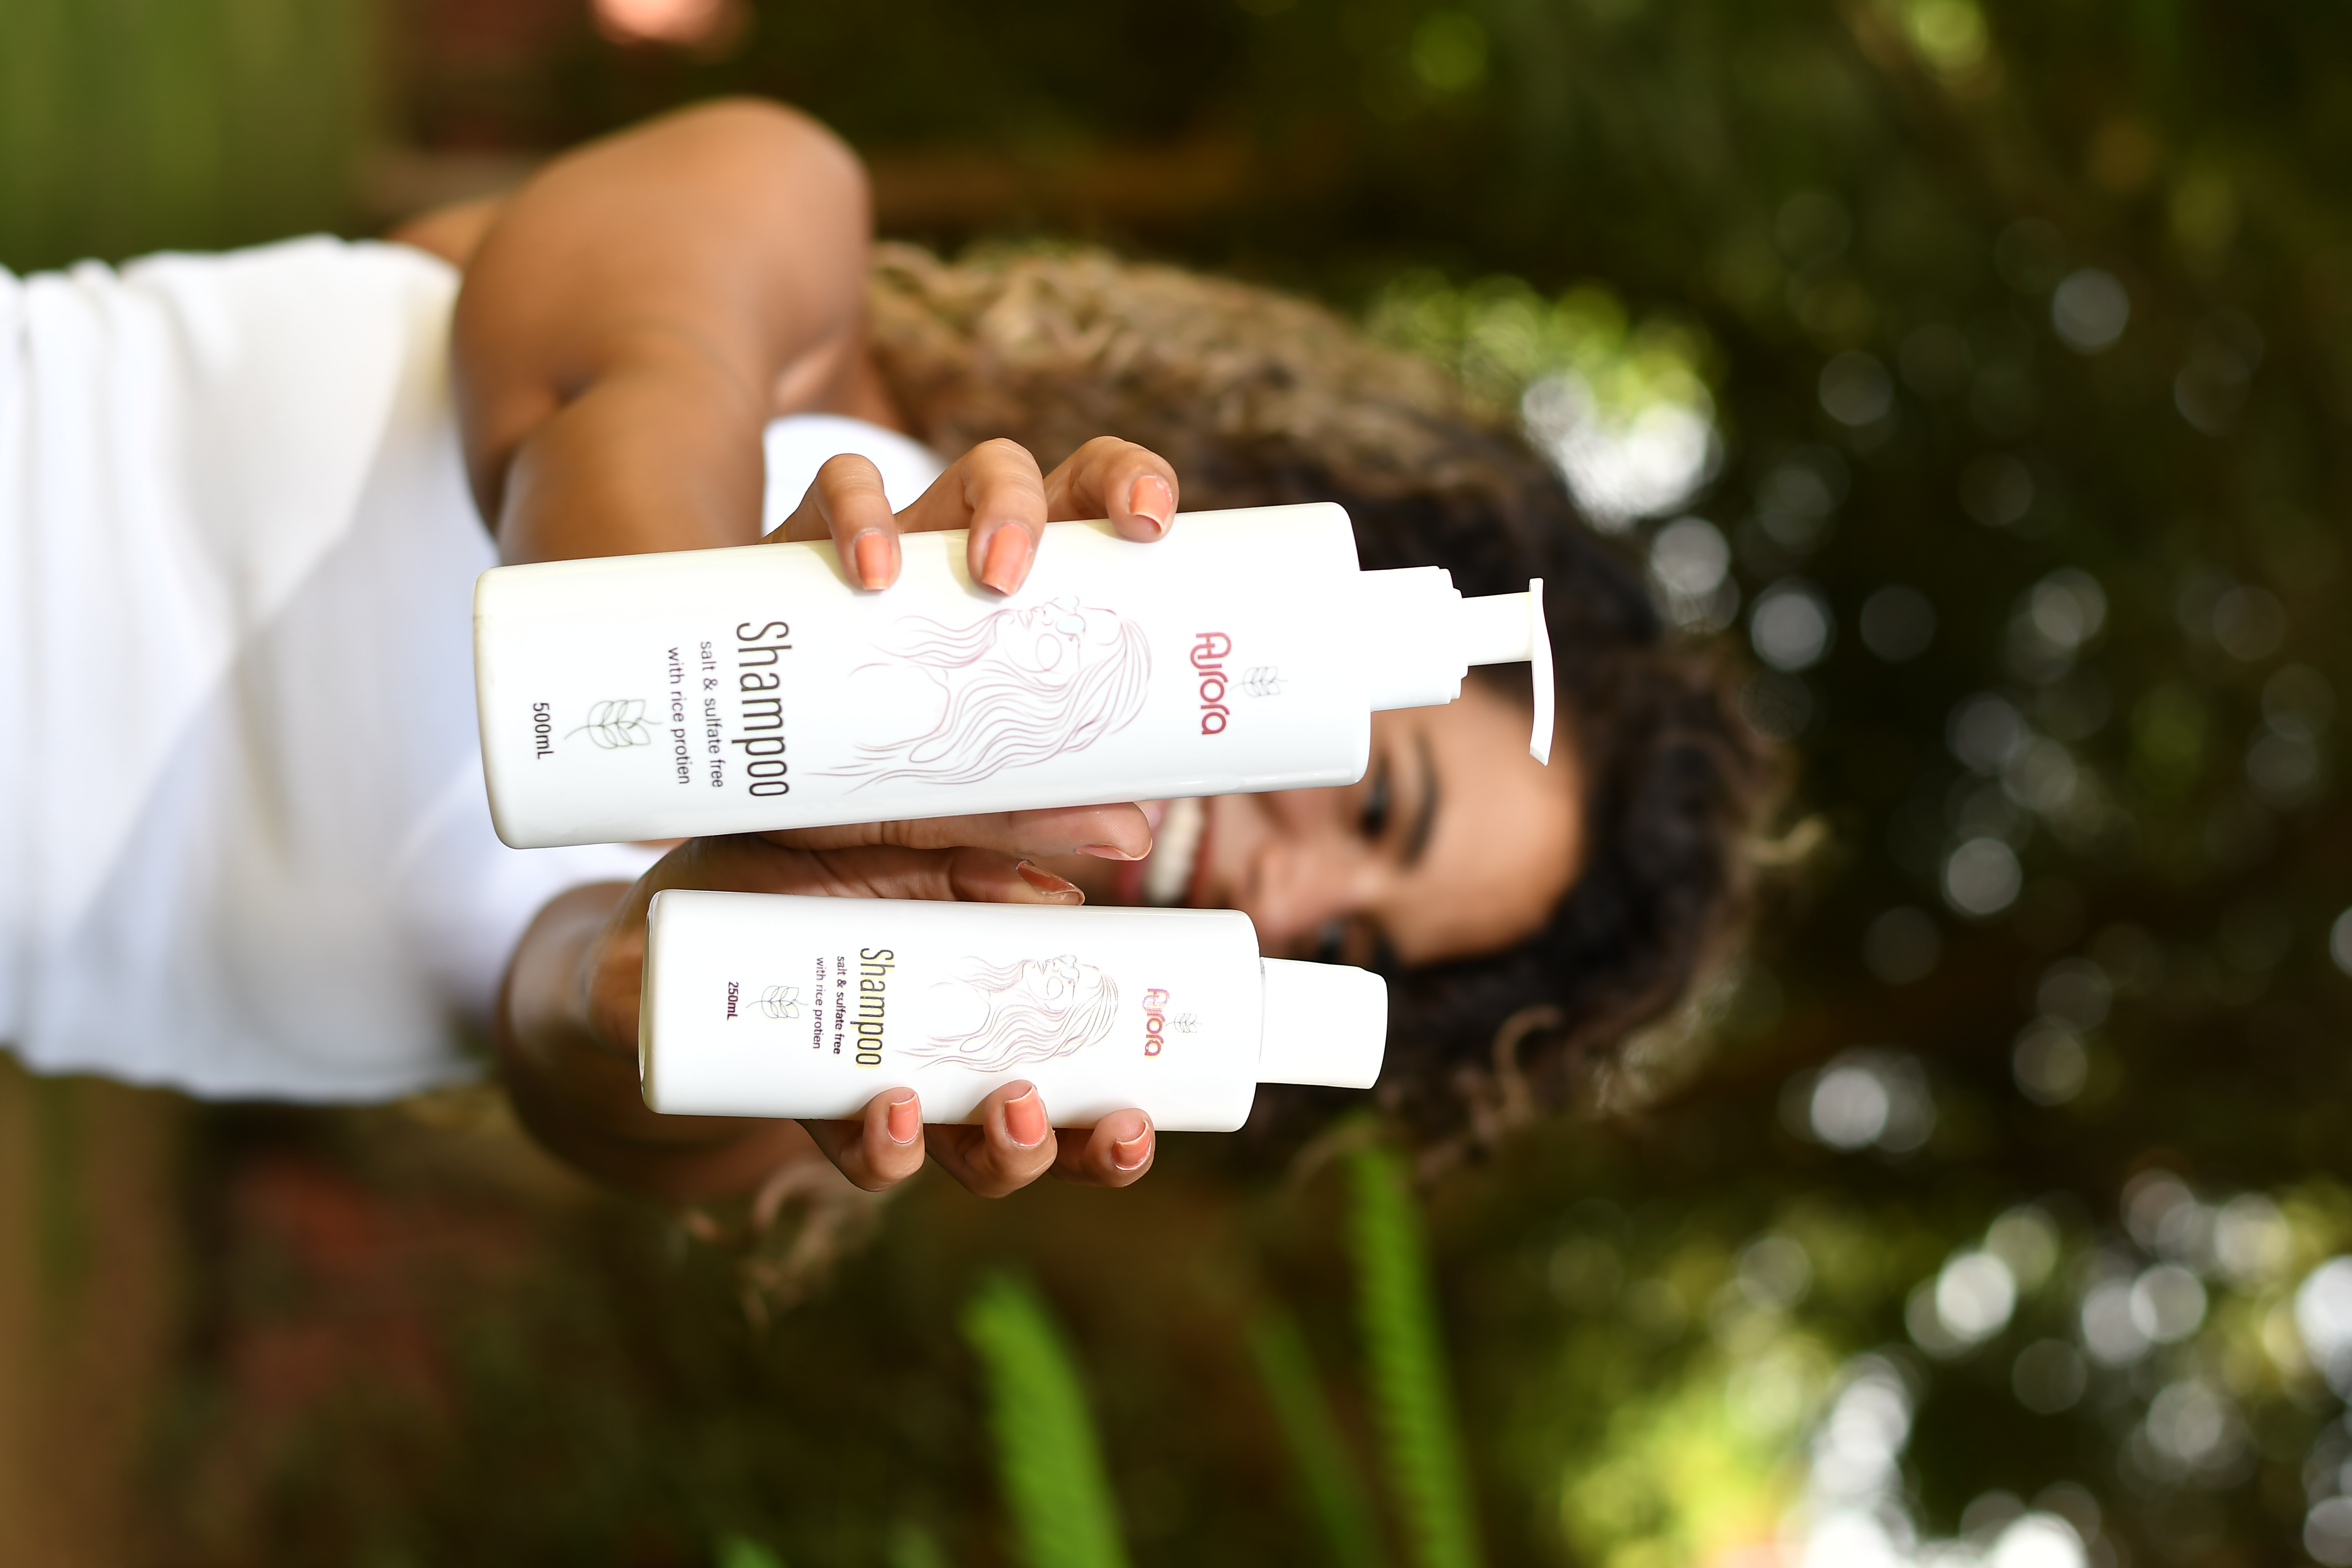 Aurora
Shampoo
salt & sulfate free
with rice protien
500mL
Aurora
Shampoo
salt & sulfate free
with rice protien
250mL